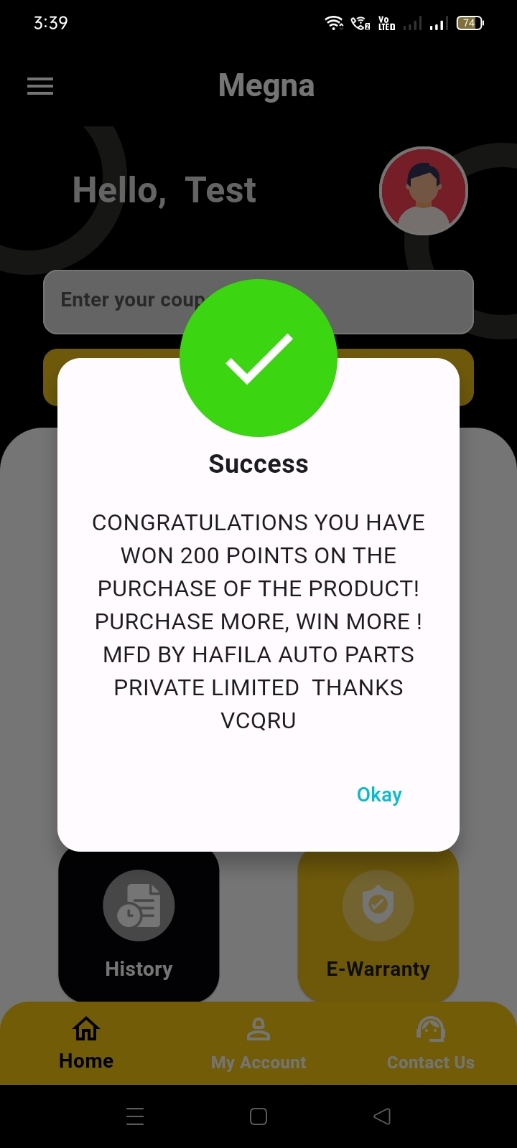 3:39
Vo
LTED
74
Megna
Hello,  Test
Enter your coup
Success
CONGRATULATIONS YOU HAVE
WON 200 POINTS ON THE
PURCHASE OF THE PRODUCT!
PURCHASE MORE, WIN MORE !
MFD BY HAFILA AUTO PARTS
PRIVATE LIMITED  THANKS
VCQRU
Okay
History
E-Warranty
Home
My Account
Contact Us